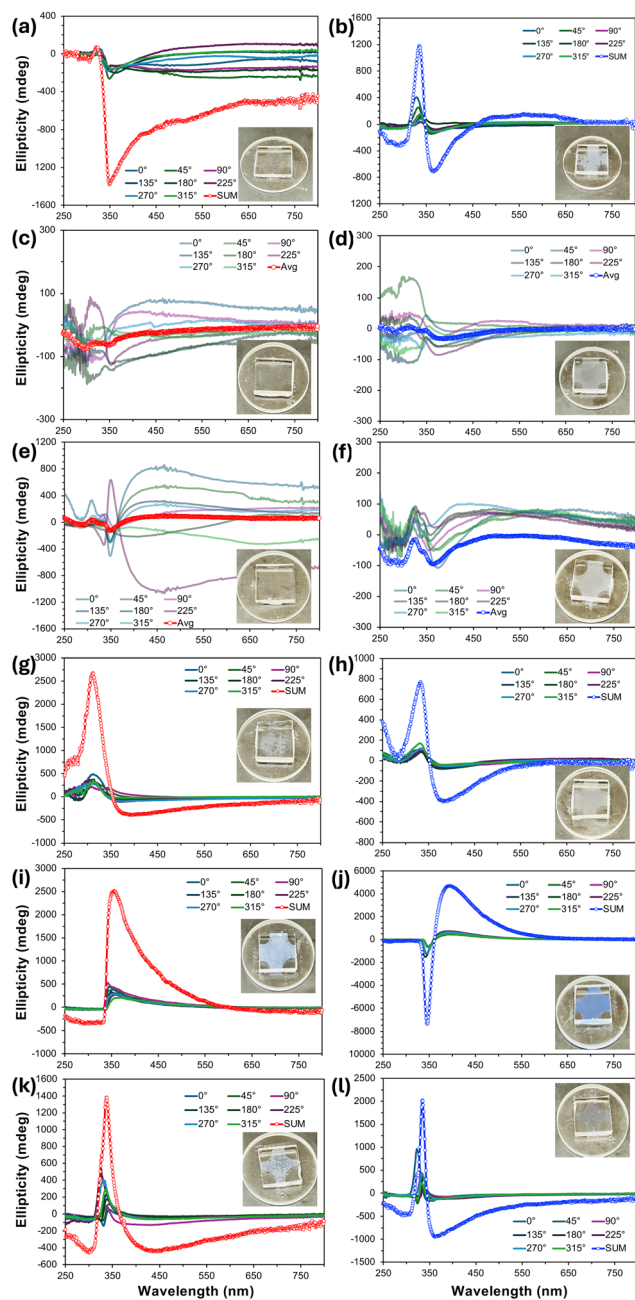 (a)
Ellipticity (mdeg)
400
0
-400
-800
-1200
-1600
0° 45° 90°
135° 180° 225°
270° 315° SUM
250 350 450 550 650 750
(b)
1600
1200
800
400
0
-400
-800
-1200
0° 45° 90°
135° 180° 225°
270° 315° SUM
250 350 450 550 650 750
(c)
Ellipticity (mdeg)
300
100
-100
-300
0° 45° 90°
135° 180° 225°
270° 315° Avg
250 350 450 550 650 750
(d)
300
200
100
0
-100
-200
-300
0° 45° 90°
135° 180° 225°
270° 315° Avg
250 350 450 550 650 750
(e)
Ellipticity (mdeg)
1200
800
400
0
-400
-800
-1200
-1600
0° 45° 90°
135° 180° 225°
270° 315° Avg
250 350 450 550 650 750
(f)
300
200
100
0
-100
-200
-300
0° 45° 90°
135° 180° 225°
270° 315° Avg
250 350 450 550 650 750
(g)
Ellipticity (mdeg)
3500
3000
2500
2000
1500
1000
500
0
-500
-1000
0° 45° 90°
135° 180° 225°
270° 315° SUM
250 350 450 550 650 750
(h)
1000
800
600
400
200
0
-200
-400
-600
-800
0° 45° 90°
135° 180° 225°
270° 315° SUM
250 350 450 550 650 750
(i)
Ellipticity (mdeg)
3000
2500
2000
1500
1000
500
0
-500
-1000
0° 45° 90°
135° 180° 225°
270° 315° SUM
250 350 450 550 650 750
(j)
6000
4000
2000
0
-2000
-4000
-6000
-8000
-10000
0° 45° 90°
135° 180° 225°
270° 315° SUM
250 350 450 550 650 750
(k)
Ellipticity (mdeg)
1600
1400
1200
1000
800
600
400
200
0
-200
-400
-600
0° 45° 90°
135° 180° 225°
270° 315° SUM
250 350 450 550 650 750
Wavelength (nm)
(l)
2500
2000
1500
1000
500
0
-500
-1000
-1500
0° 45° 90°
135° 180° 225°
270° 315° SUM
250 350 450 550 650 750
Wavelength (nm)